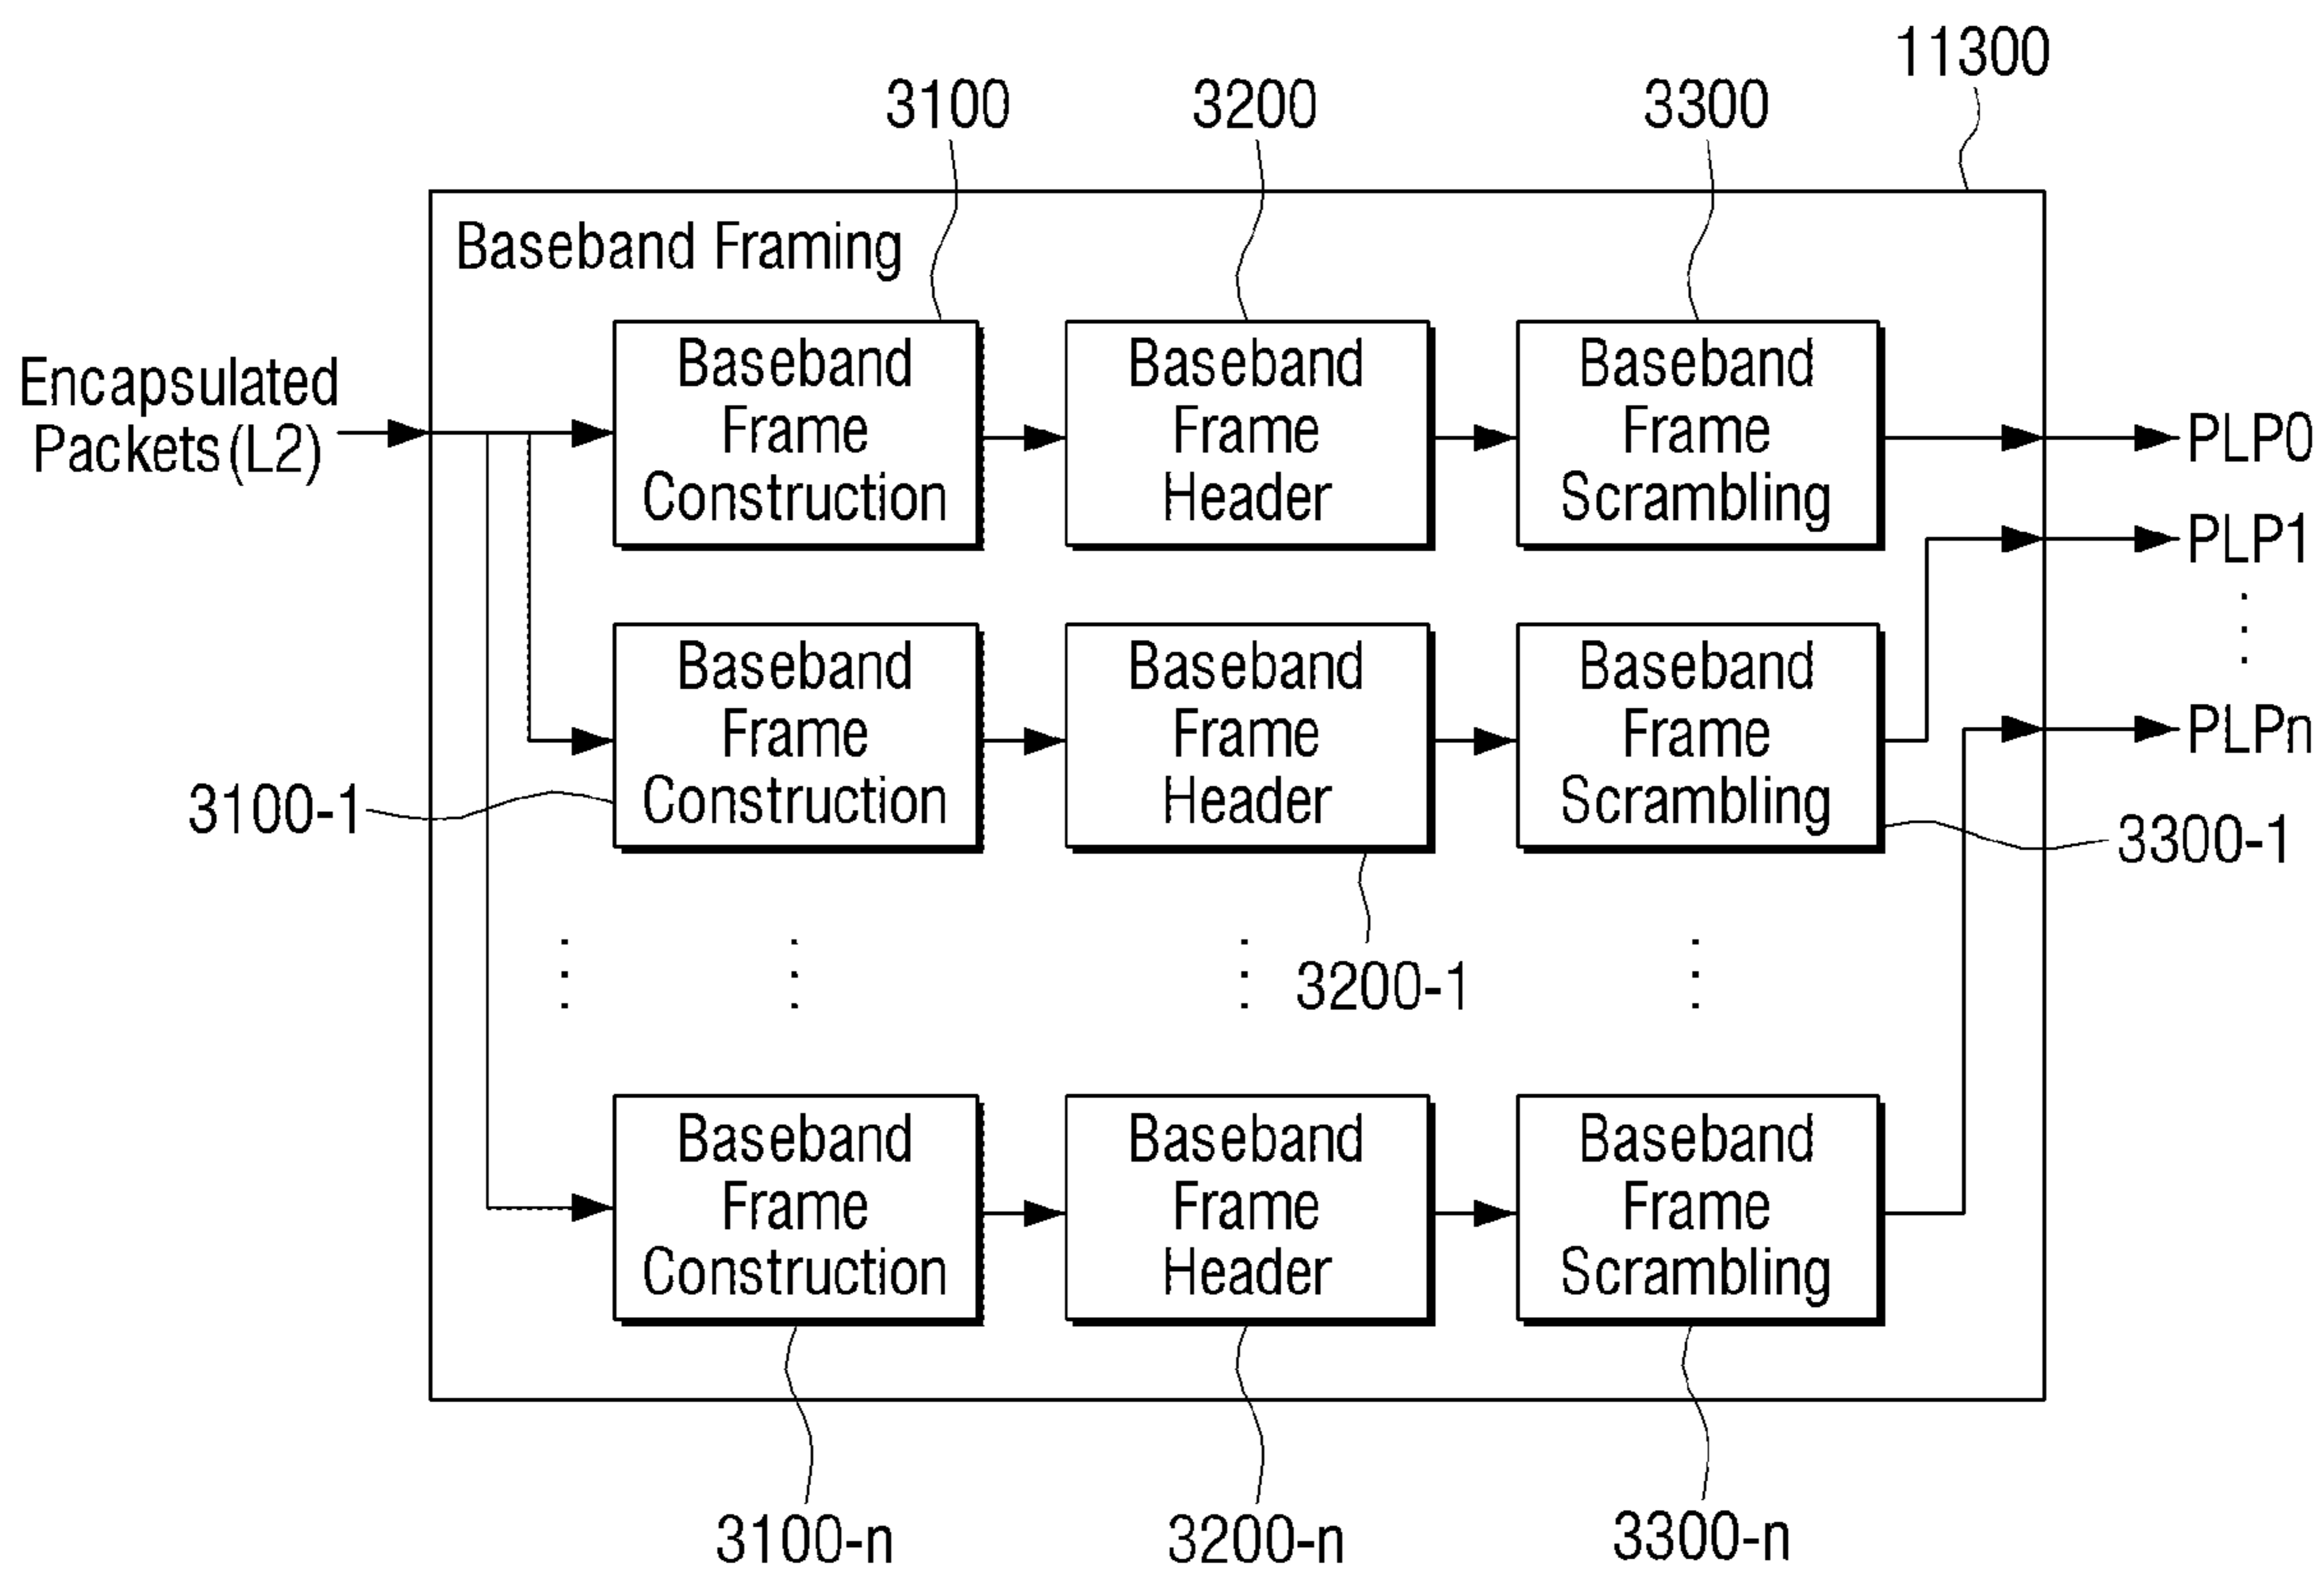 11300
3100
3200
3300
Baseband Framing
Encapsulated
Packets(L2)
Baseband
Frame
Construction
Baseband
Frame
Header
Baseband
Frame
Scrambling
PLP0
PLP1
Baseband
Frame
Construction
Baseband
Frame
Header
Baseband
Frame
Scrambling
PLPn
3100-1
3300-1
3200-1
Baseband
Frame
Construction
Baseband
Frame
Header
Baseband
Frame
Scrambling
3100-n
3200-n
3300-n